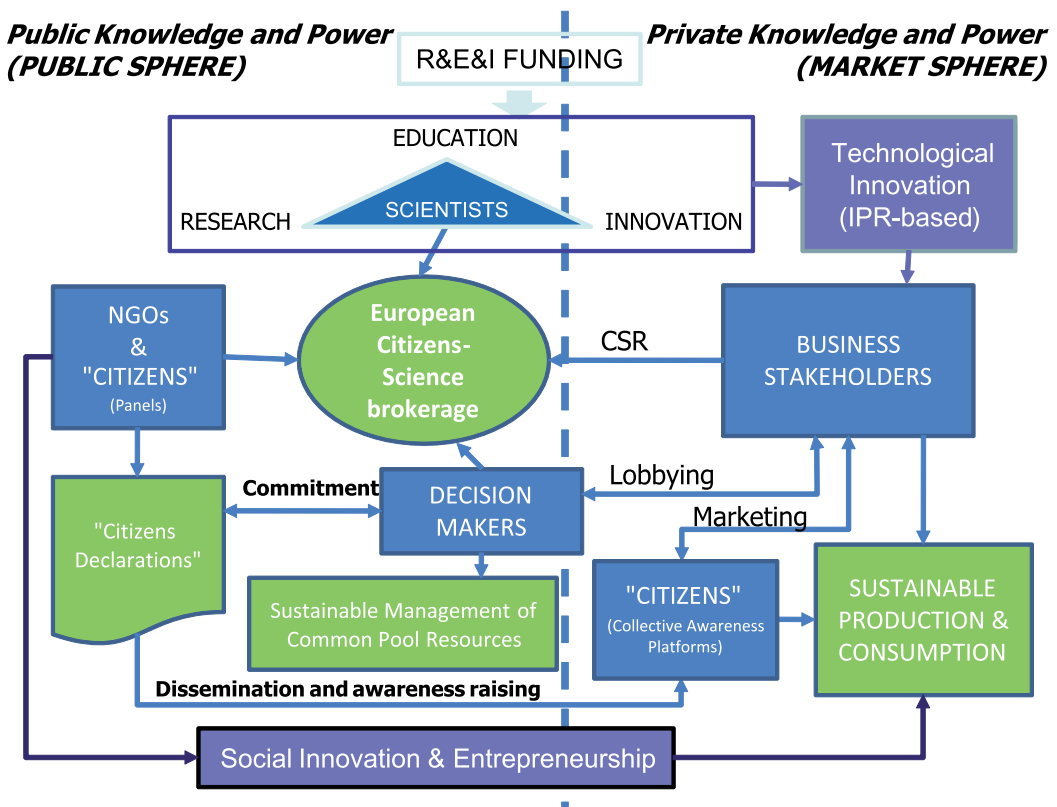 Public Knowledge and Power
(PUBLIC SPHERE)
Private Knowledge and Power
(MARKET SPHERE)
R&E&I FUNDING
EDUCATION
SCIENTISTS
RESEARCH
INNOVATION
Technological
Innovation
(IPR-based)
NGOs
&
"CITIZENS"
(Panels)
European
Citizens-
Science
brokerage
CSR
BUSINESS
STAKEHOLDERS
"Citizens
Declarations"
Commitment
DECISION
MAKERS
Lobbying
Marketing
Sustainable Management of
Common Pool Resources
"CITIZENS"
(Collective Awareness
Platforms)
SUSTAINABLE
PRODUCTION &
CONSUMPTION
Dissemination and awareness raising
Social Innovation & Entrepreneurship